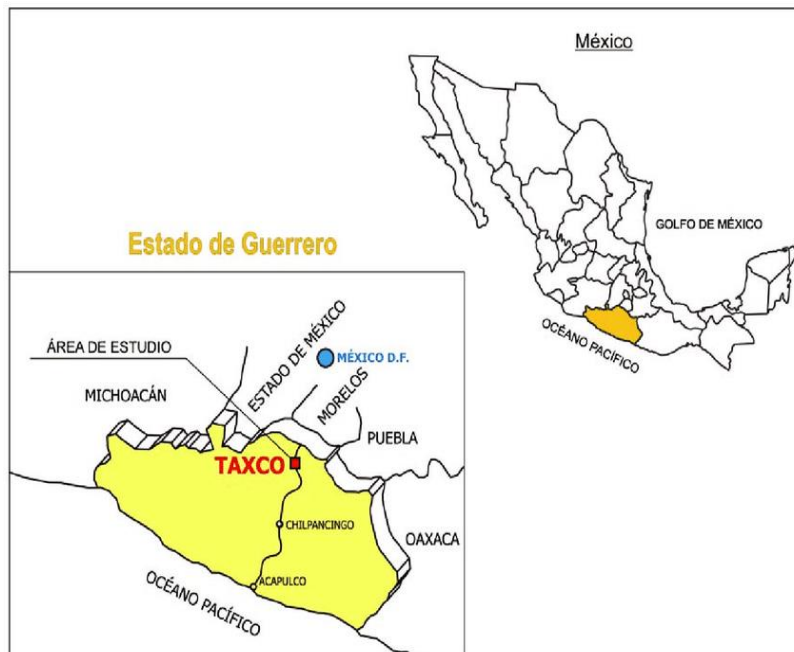 México
GOLFO DE MÉXICO
OCÉANO PACÍFICO
Estado de Guerrero
ÁREA DE ESTUDIO
ESTADO DE MÉXICO
MÉXICO D.F.
MICHOACÁN
MORELOS
PUEBLA
TAXCO
CHILPANCINGO
OAXACA
ACAPULCO
OCÉANO PACÍFICO